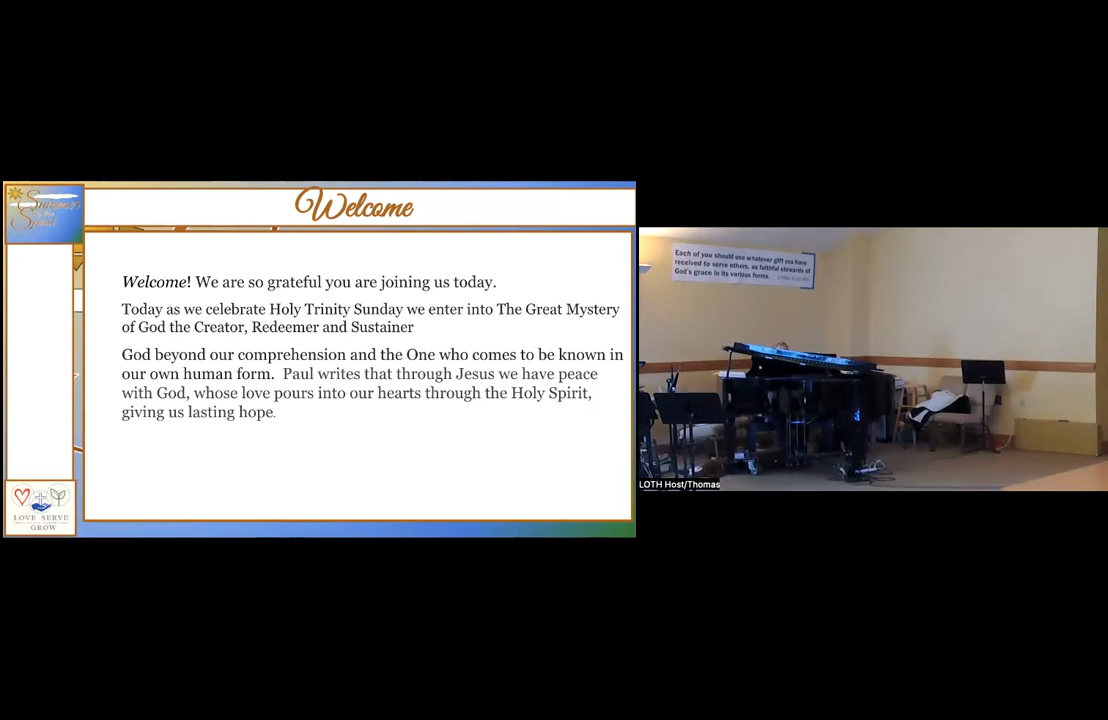 Welcome
Welcome! We are so grateful you are joining us today.
Today as we celebrate Holy Trinity Sunday we enter into The Great Mystery
of God the Creator, Redeemer and Sustainer
God beyond our comprehension and the One who comes to be known in
our own human form. Paul writes that through Jesus we have peace
with God, whose love pours into our hearts through the Holy Spirit,
giving us lasting hope.
LOVE SERVE
GROW
Each of you should use whatever gift you have
received to serve others, as faithful stewards of
God's grace in its various forms.
LOTH Host/Thomas